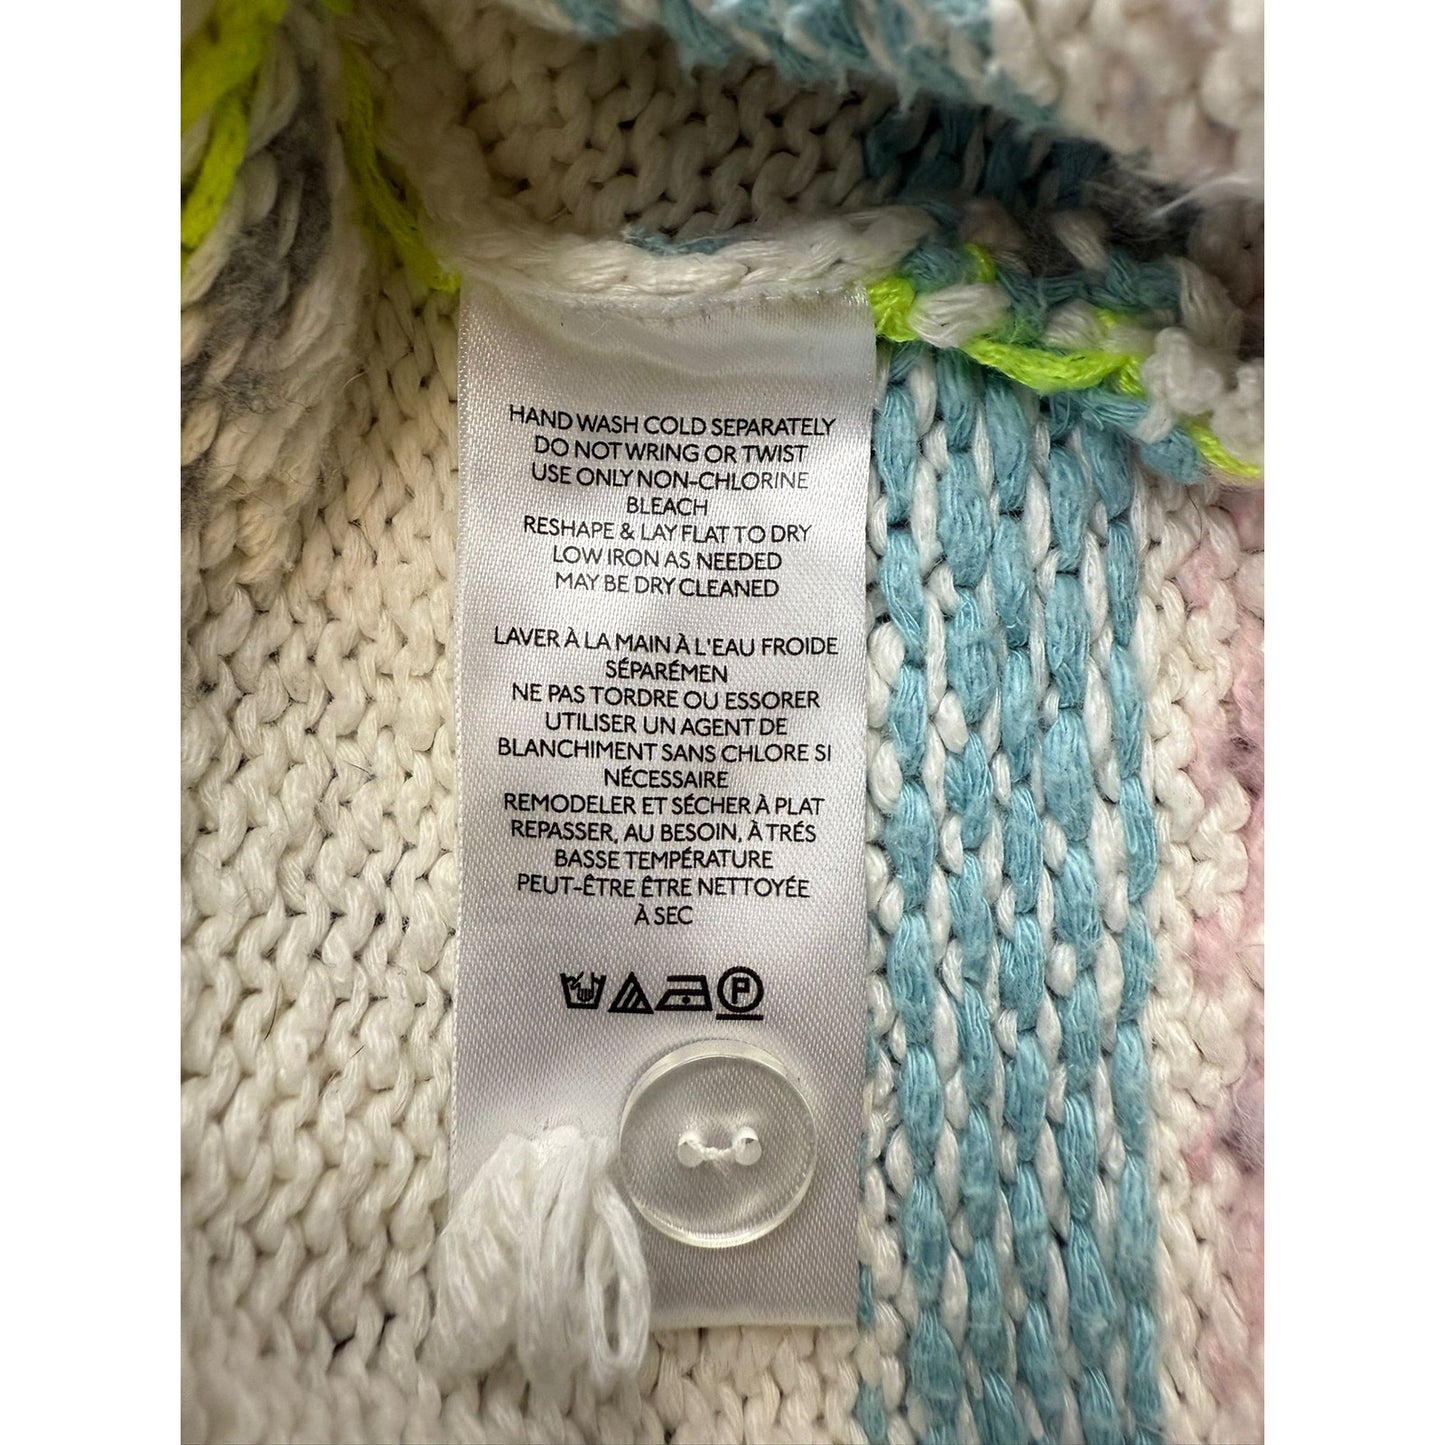 HAND WASH COLD SEPARATELY
DO NOT WRING OR TWIST
USE ONLY NON-CHLORINE
BLEACH
RESHAPE & LAY FLAT TO DRY
LOW IRON AS NEEDED
MAY BE DRY CLEANED
LAVER À LA MAIN À L'EAU FROIDE
SÉPARÉMEN
NE PAS TORDRE OU ESSORER
UTILISER UN AGENT DE
BLANCHIMENT SANS CHLORE SI
NÉCESSAIRE
REMODELER ET SÉCHER À PLAT
REPASSER, AU BESOIN, À TRÉS
BASSE TEMPÉRATURE
PEUT-ÊTRE ÊTRE NETTOYÉE
À SEC
P